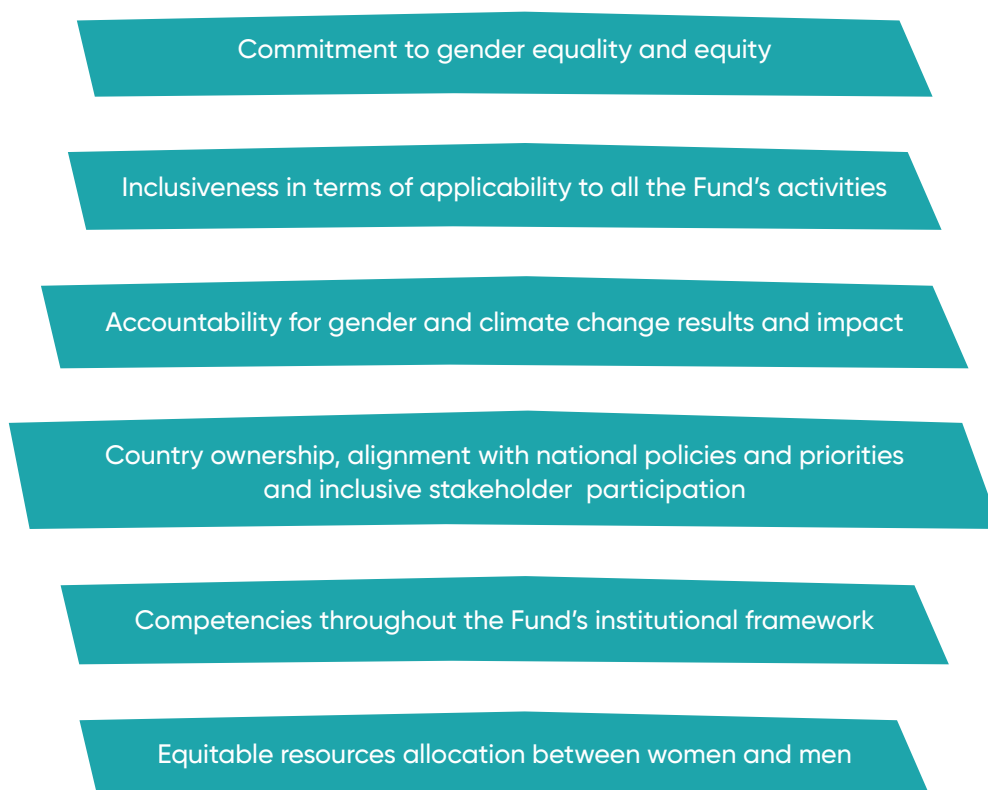 Commitment to gender equality and equity
Inclusiveness in terms of applicability to all the Fund’s activities
Accountability for gender and climate change results and impact
Country ownership, alignment with national policies and priorities
and inclusive stakeholder participation
Competencies throughout the Fund’s institutional framework
Equitable resources allocation between women and men